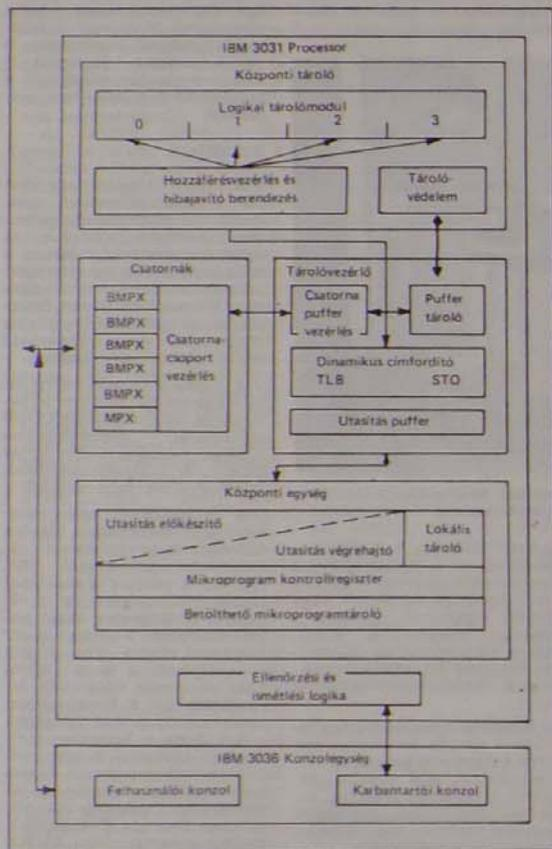 IBM 3031 Processor
Központi tároló
Logikai tárolómodul
0 1 2 3
Hozzáférésvezérlés és
hibajavító berendezés
Tároló-
védelem
Csatornák
BMPX
BMPX
BMPX
BMPX
BMPX
MPX
Csatorna-
csoport
vezérlés
Tárolóvezérlő
Csatorna
puffer
vezérlés
Puffer
tároló
Dinamikus címfordító
TLB STO
Utasítás puffer
Központi egység
Utasítás előkészítő
Utasítás végrehajtó
Lokális
tároló
Mikroprogram kontrollregiszter
Betölthető mikroprogramtároló
Ellenőrzési és
ismétlési logika
IBM 3036 Konzolegység
Felhasználói konzol
Karbantartói konzol